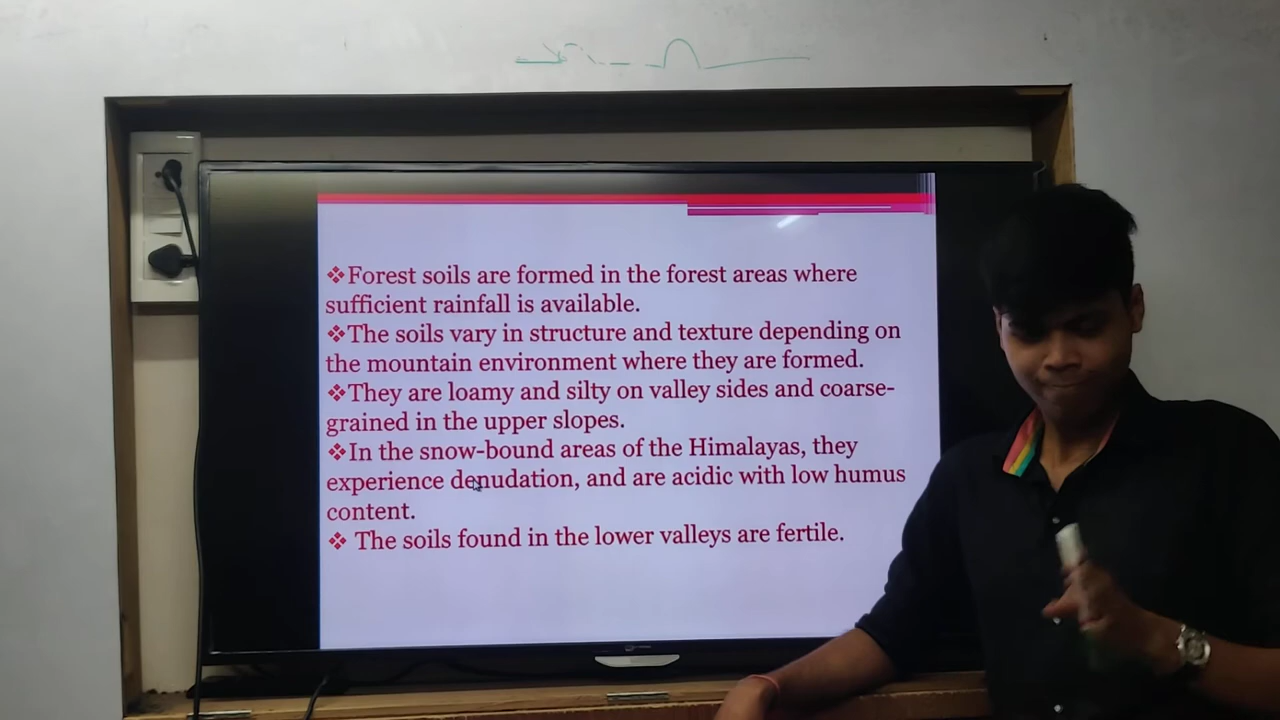 ❖Forest soils are formed in the forest areas where
sufficient rainfall is available.
❖The soils vary in structure and texture depending on
the mountain environment where they are formed.
❖They are loamy and silty on valley sides and coarse-
grained in the upper slopes.
❖In the snow-bound areas of the Himalayas, they
experience denudation, and are acidic with low humus
content.
❖ The soils found in the lower valleys are fertile.